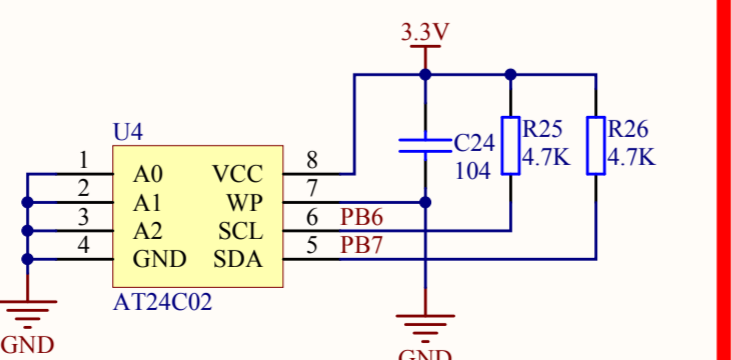 3.3V
U4
1 A0 VCC 8
2 A1 WP 7
3 A2 SCL 6 PB6
4 GND SDA 5 PB7
AT24C02
C24
104
R25
4.7K
R26
4.7K
GND
GND